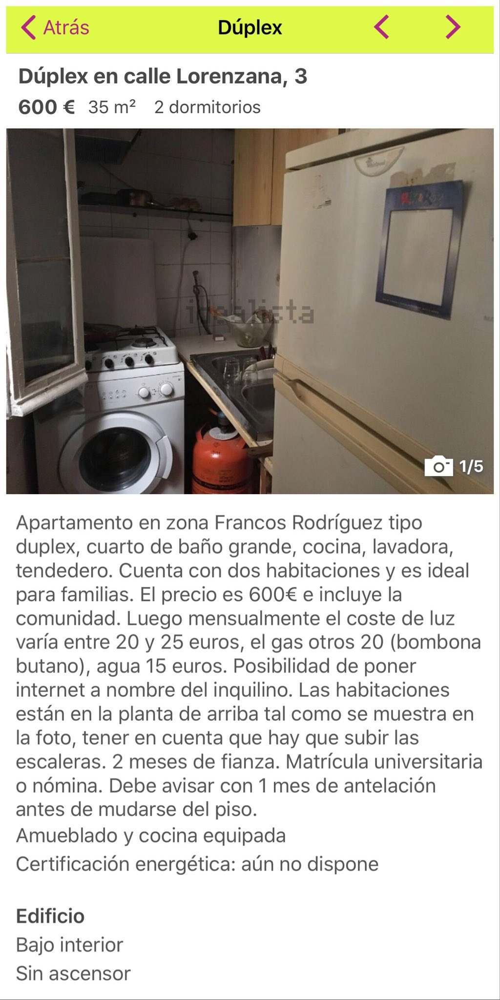 Atrás
Dúplex
Dúplex en calle Lorenzana, 3
600 € 35 m² 2 dormitorios
Whirlpool
idealista
1/5
Apartamento en zona Francos Rodríguez tipo
duplex, cuarto de baño grande, cocina, lavadora,
tendedero. Cuenta con dos habitaciones y es ideal
para familias. El precio es 600€ e incluye la
comunidad. Luego mensualmente el coste de luz
varía entre 20 y 25 euros, el gas otros 20 (bombona
butano), agua 15 euros. Posibilidad de poner
internet a nombre del inquilino. Las habitaciones
están en la planta de arriba tal como se muestra en
la foto, tener en cuenta que hay que subir las
escaleras. 2 meses de fianza. Matrícula universitaria
o nómina. Debe avisar con 1 mes de antelación
antes de mudarse del piso.
Amueblado y cocina equipada
Certificación energética: aún no dispone
Edificio
Bajo interior
Sin ascensor